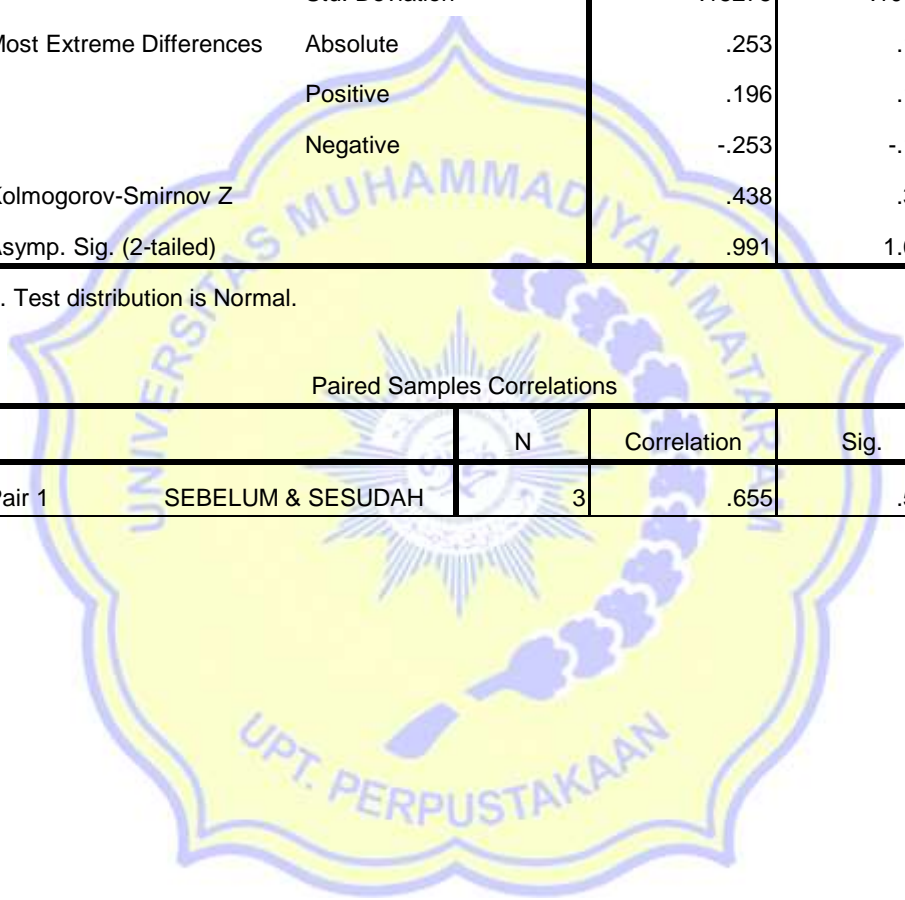 Most Extreme Differences Absolute .253
Positive .196
Negative -.253
Kolmogorov-Smirnov Z .438
Asymp. Sig. (2-tailed) .991
. Test distribution is Normal.
Paired Samples Correlations
N Correlation Sig.
Pair 1 SEBELUM & SESUDAH 3 .655
UNIVERSITAS MUHAMMADIYAH MATARAM
UPT. PERPUSTAKAAN